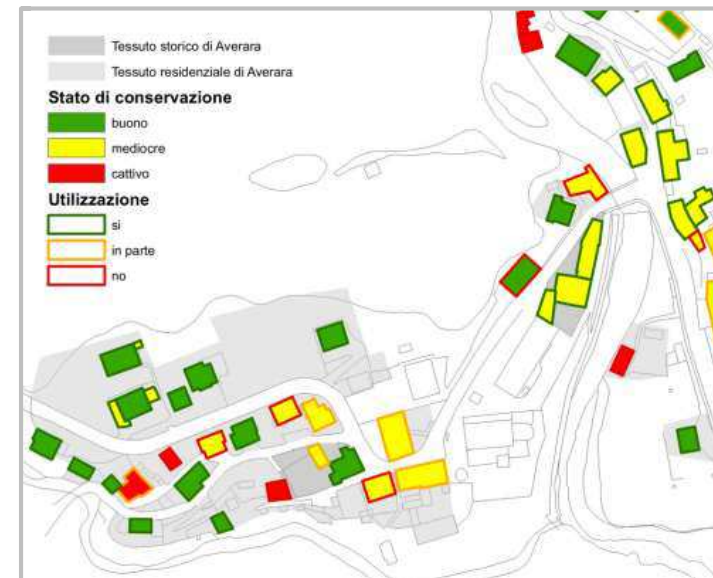 Tessuto storico di Averara
Tessuto residenziale di Averara
Stato di conservazione
buono
mediocre
cattivo
Utilizzazione
si
in parte
no